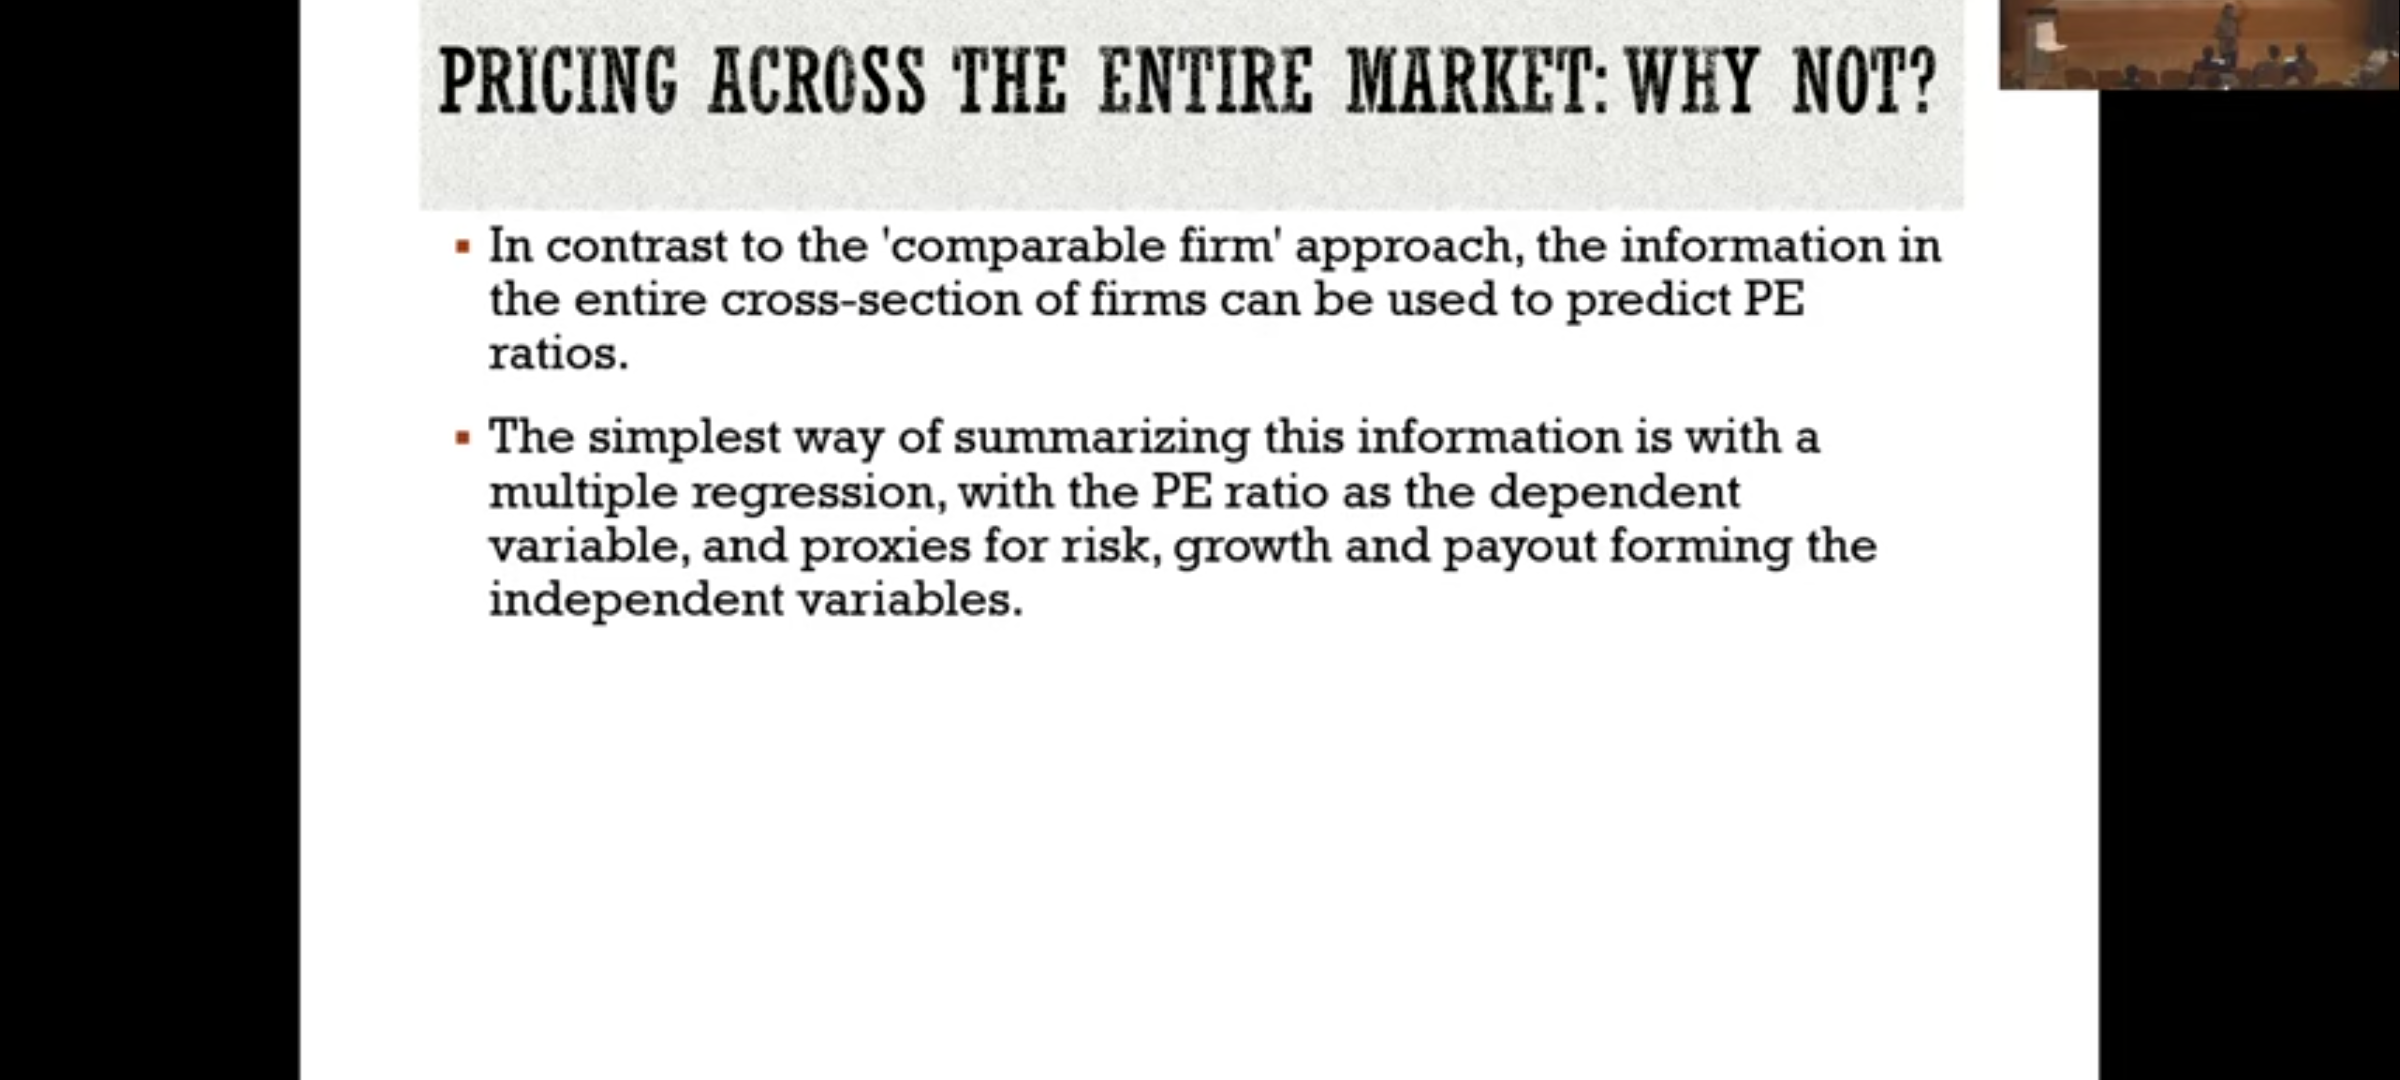 PRICING ACROSS THE ENTIRE MARKET: WHY NOT?
▪ In contrast to the 'comparable firm' approach, the information in
the entire cross-section of firms can be used to predict PE
ratios.
▪ The simplest way of summarizing this information is with a
multiple regression, with the PE ratio as the dependent
variable, and proxies for risk, growth and payout forming the
independent variables.